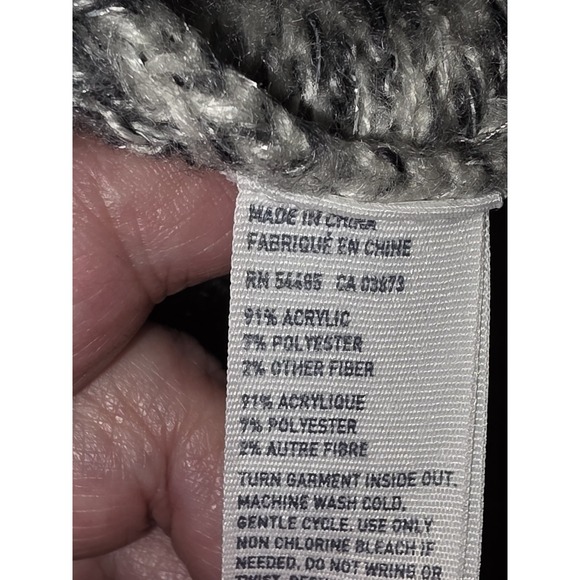 MADE IN CHINA
FABRIQUÉ EN CHINE
RN 54485 CA 03873
91% ACRYLIC
7% POLYESTER
2% OTHER FIBER
91% ACRYLIQUE
7% POLYESTER
2% AUTRE FIBRE
TURN GARMENT INSIDE OUT.
MACHINE WASH COLD,
GENTLE CYCLE. USE ONLY
NON CHLORINE BLEACH IF
NEEDED. DO NOT WRING OR